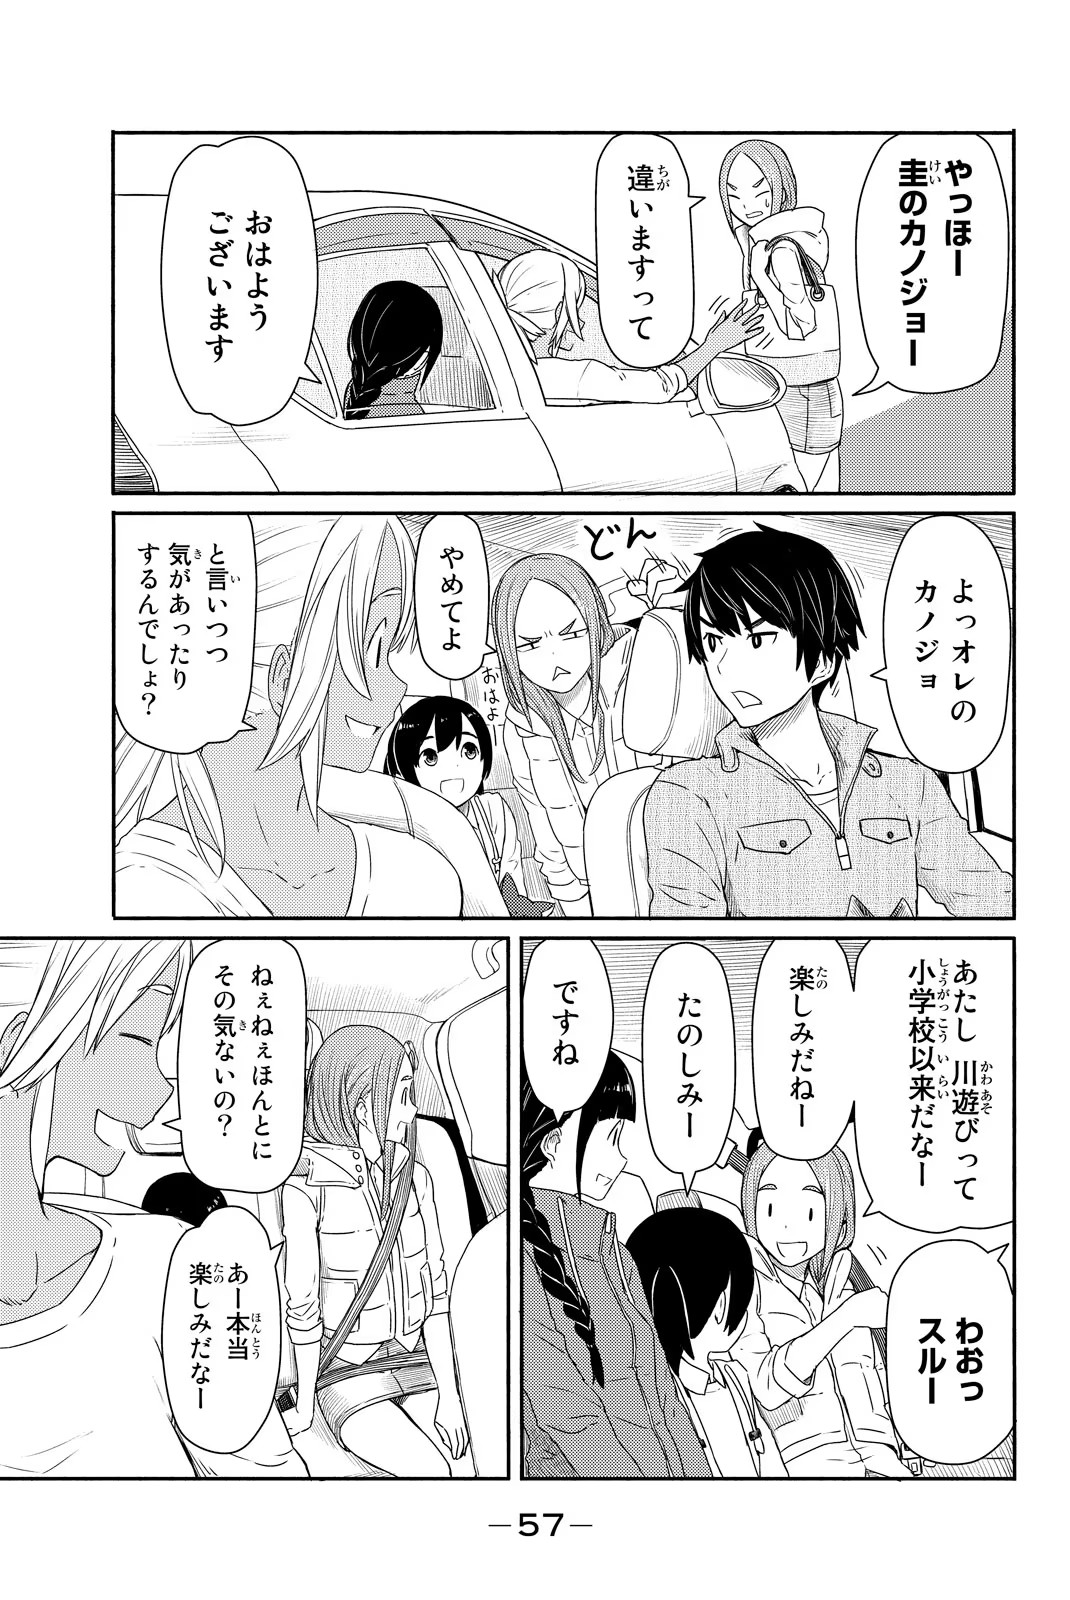 やっほー
圭のカノジョー
違いますって
おはよう
ございます
よっオレの
カノジョ
どん
やめてよ
おはよー
と言いつつ
気があったり
するんでしょ？
あたし 川遊びって
小学校以来だなー
楽しみだねー
たのしみー
ですね
わおっ
スルー
ねぇねぇほんとに
その気ないの？
あー本当
楽しみだなー
—57—